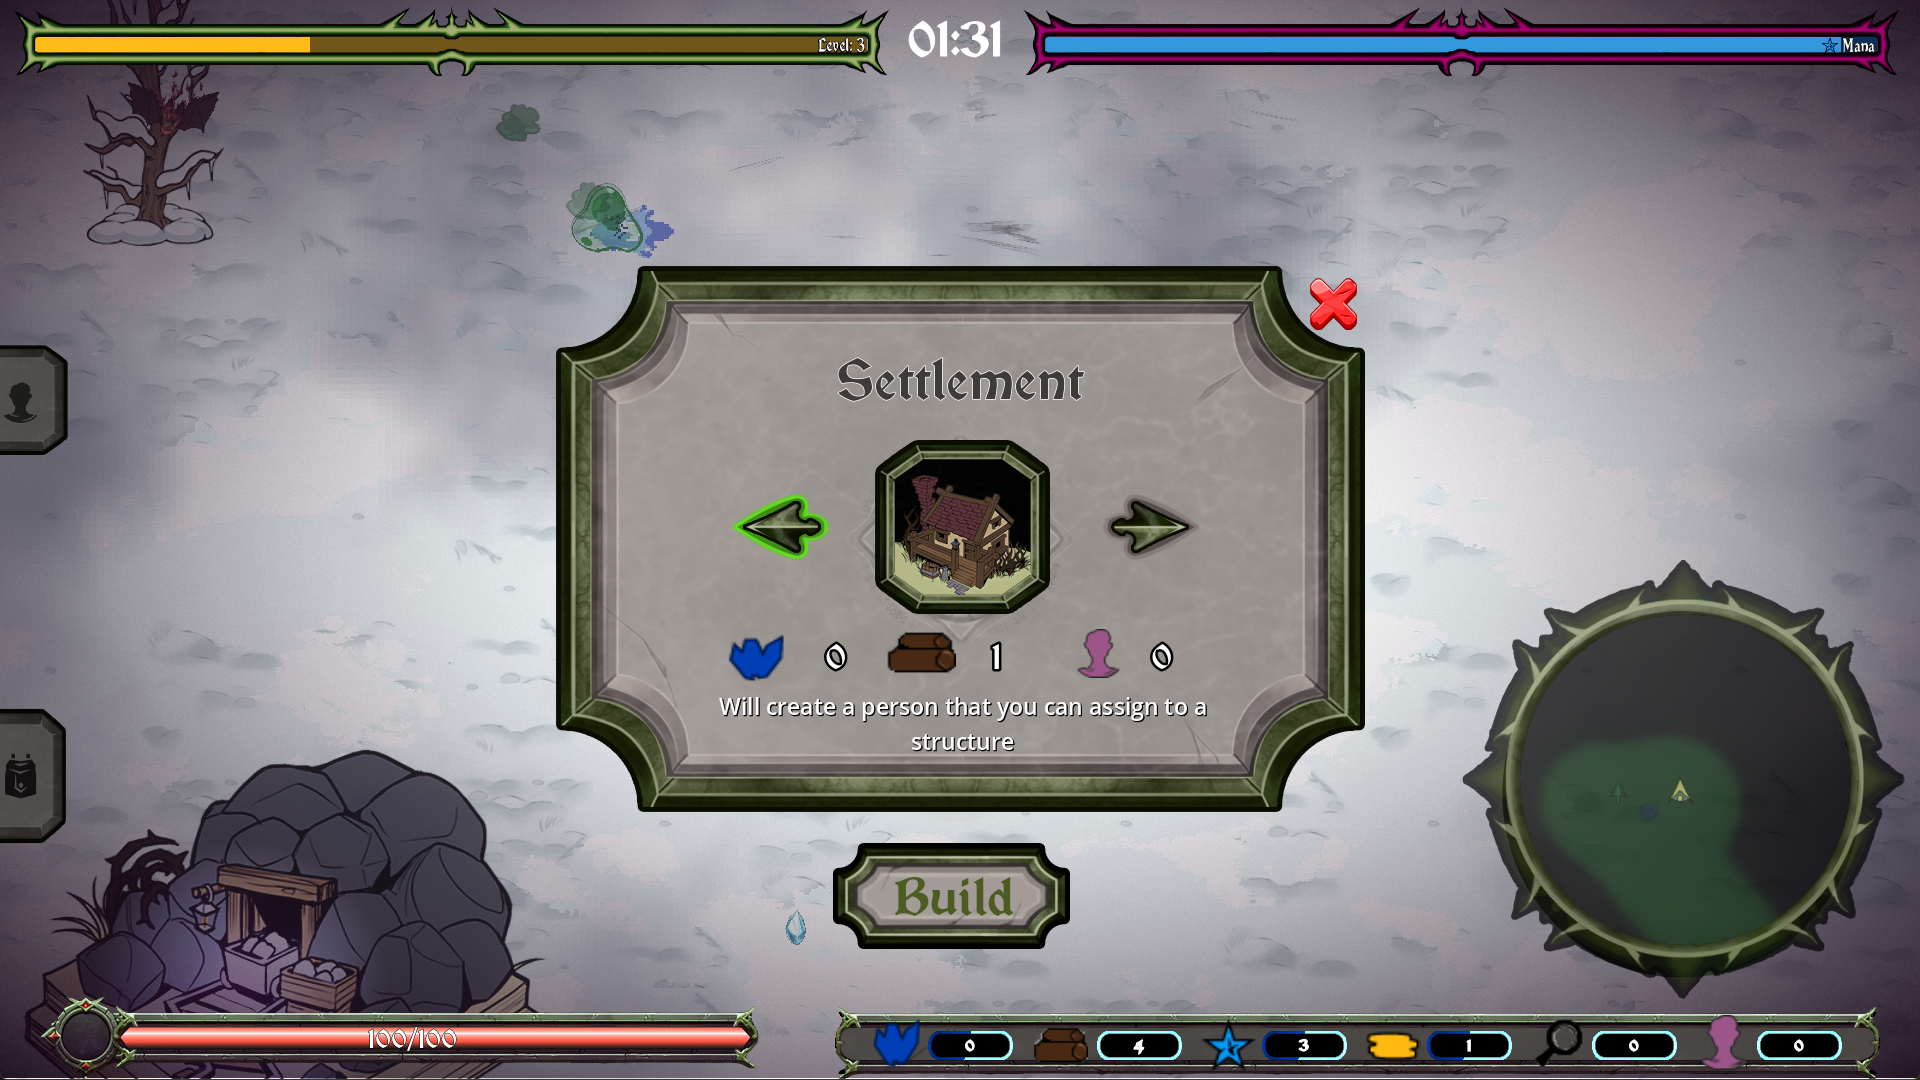 Level: 3
01:31
Mana
Settlement
0
1
0
Will create a person that you can assign to a
structure
Build
100/100
0
4
3
1
0
0